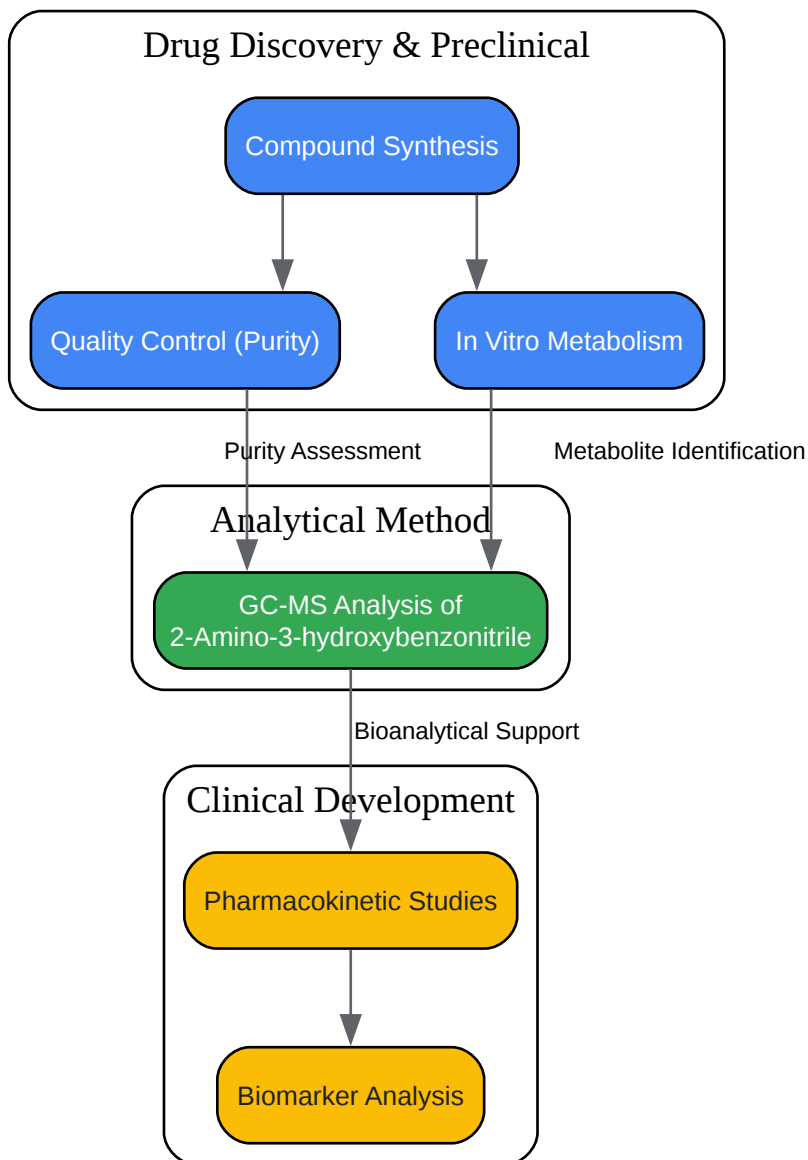 Drug Discovery & Preclinical
Compound Synthesis
Quality Control (Purity)
In Vitro Metabolism
Purity Assessment
Metabolite Identification
Analytical Method
GC-MS Analysis of
2-Amino-3-hydroxybenzonitrile
Bioanalytical Support
Clinical Development
Pharmacokinetic Studies
Biomarker Analysis